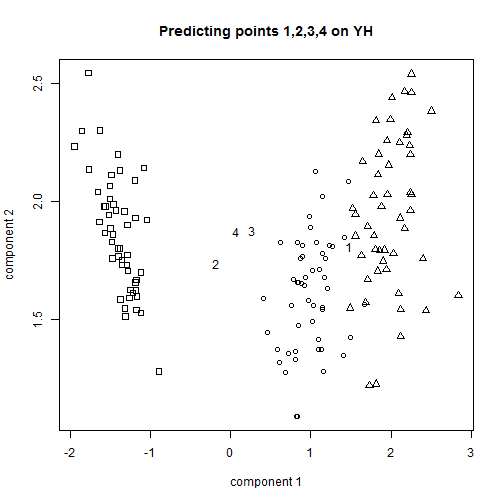 Predicting points 1,2,3,4 on YH
component 2
2.5
2.0
1.5
4 3
2
1
-2 -1 0 1 2 3
component 1